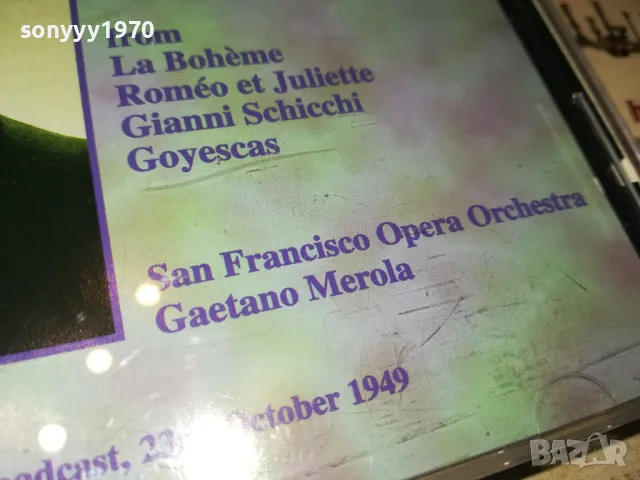 sonyyy1970
from
La Bohème
Roméo et Juliette
Gianni Schicchi
Goyescas
San Francisco Opera Orchestra
Gaetano Merola
October 1949
BAZAR